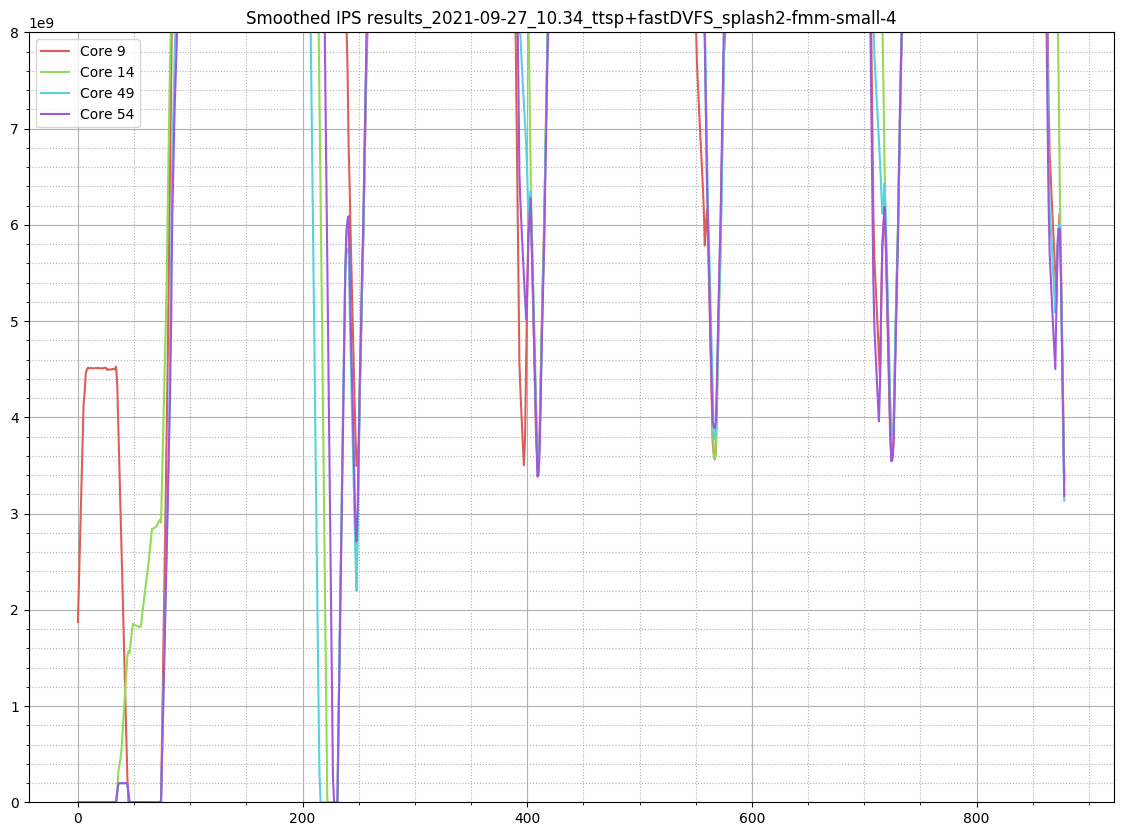 Smoothed IPS results_2021-09-27_10.34_ttsp+fastDVFS_splash2-fmm-small-4
1e9
8
7
6
5
4
3
2
1
0
Core 9
Core 14
Core 49
Core 54
0 200 400 600 800